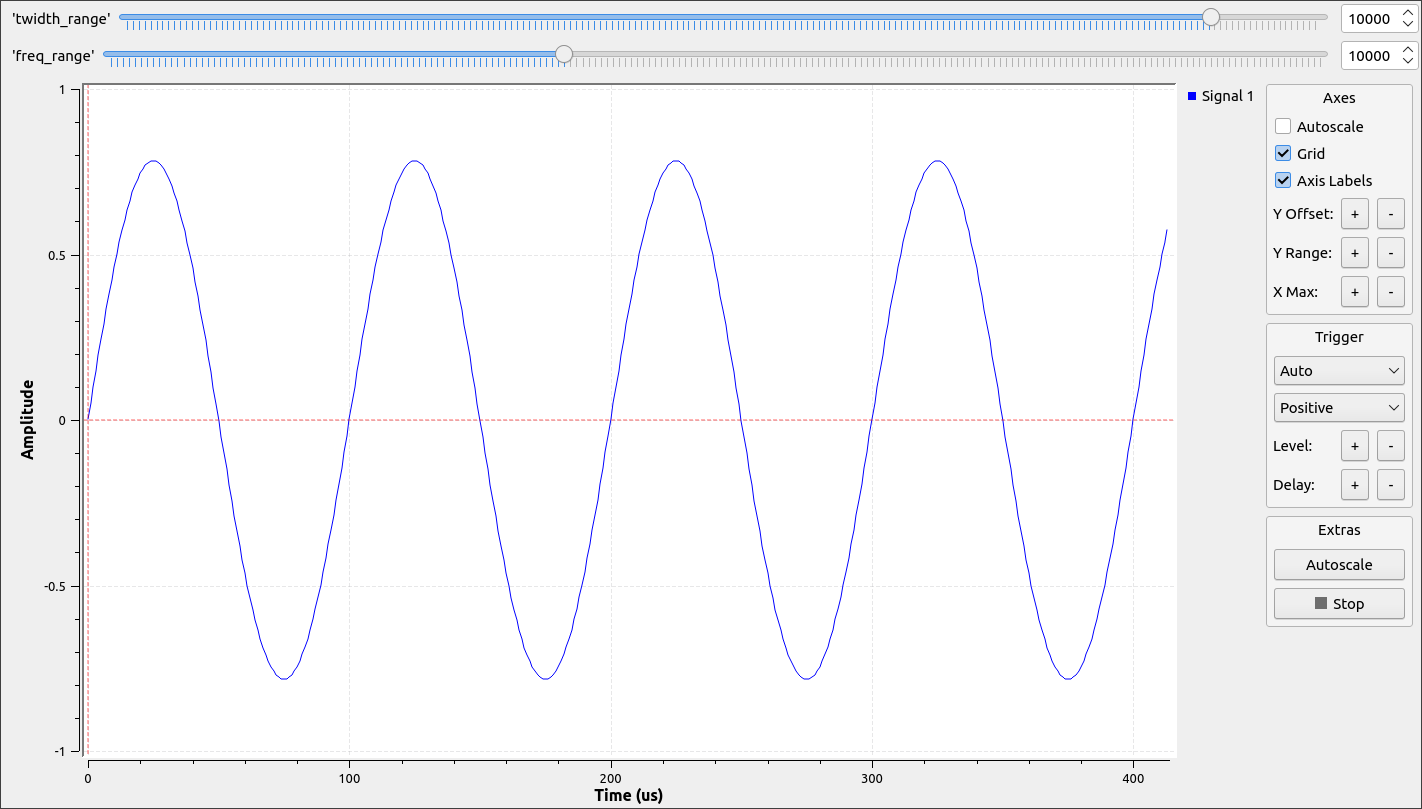 'twidth_range' 10000
'freq_range' 10000
Signal 1
1
0.5
0
-0.5
-1
Amplitude
0 100 200 300 400
Time (us)
Axes
Autoscale
Grid
Axis Labels
Y Offset: + -
Y Range: + -
X Max: + -
Trigger
Auto
Positive
Level: + -
Delay: + -
Extras
Autoscale
Stop